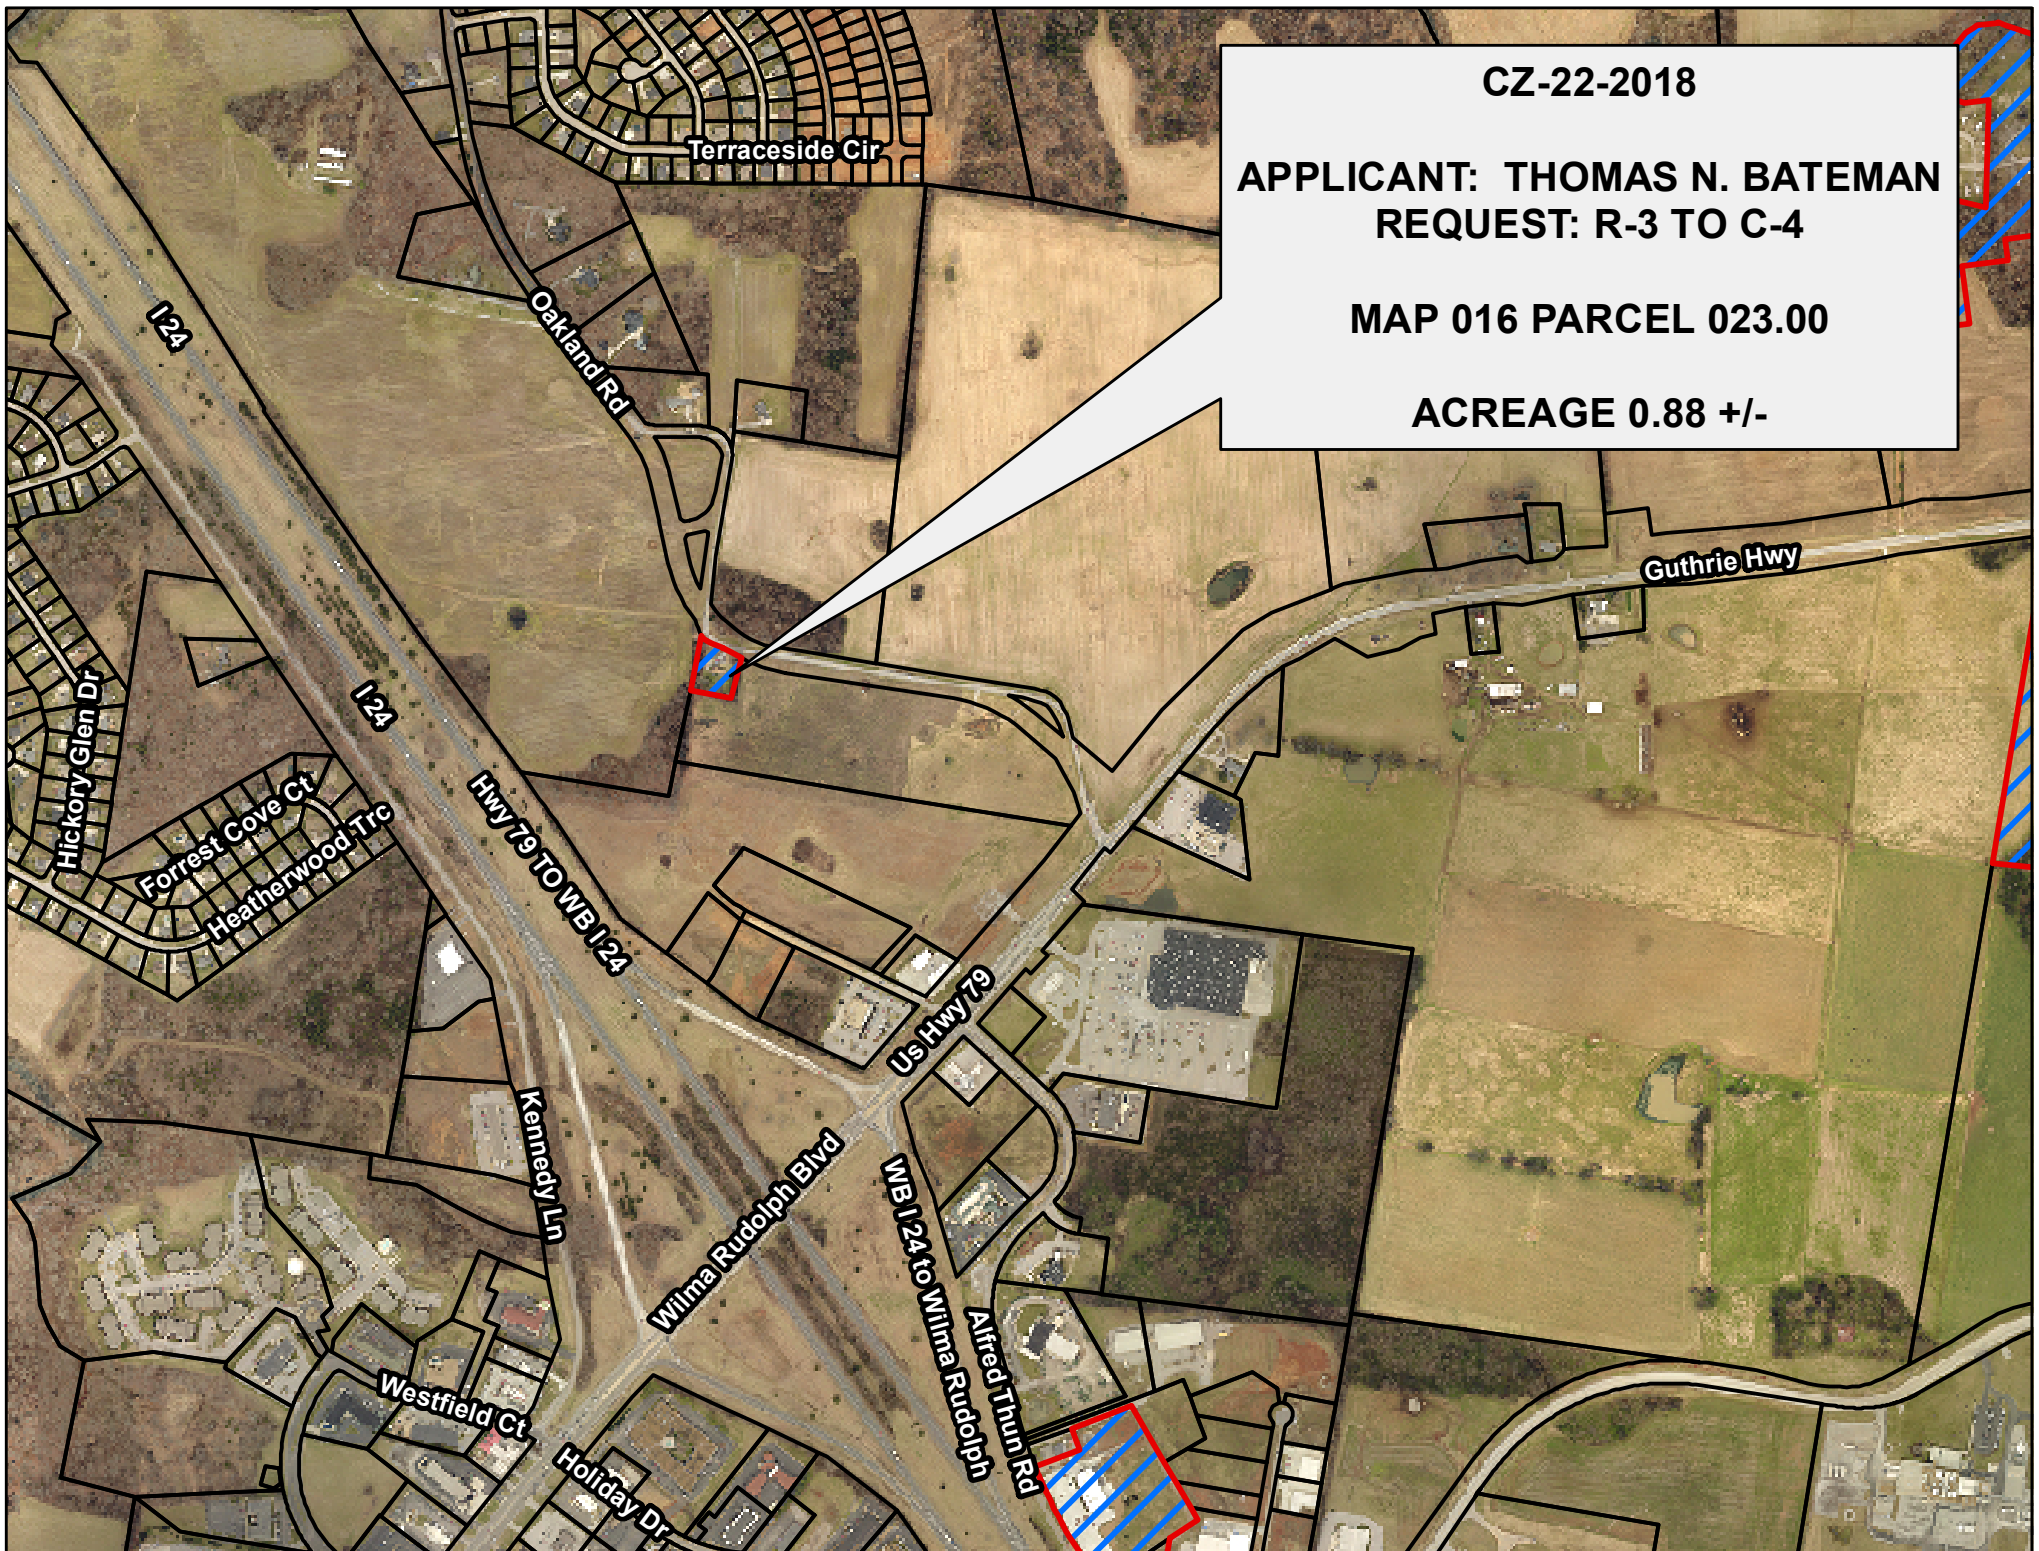 CZ-22-2018
APPLICANT: THOMAS N. BATEMAN
REQUEST: R-3 TO C-4
MAP 016 PARCEL 023.00
ACREAGE 0.88 +/-
Terraceside Cir
I 24
Oakland Rd
Guthrie Hwy
I 24
Hickory Glen Dr
Forrest Cove Ct
Heatherwood Trc
Hwy 79 TO WB I 24
Us Hwy 79
Kennedy Ln
Wilma Rudolph Blvd
WB I 24 to Wilma Rudolph
Alfred Thun Rd
Westfield Ct
Holiday Dr